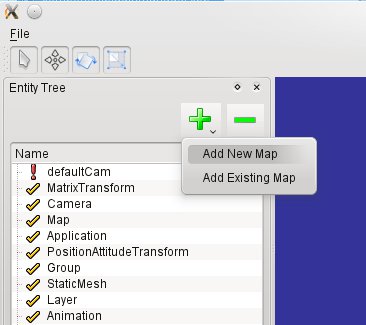 File
Entity Tree
Add New Map
Add Existing Map
Name
defaultCam
MatrixTransform
Camera
Map
Application
PositionAttitudeTransform
Group
StaticMesh
Layer
Animation